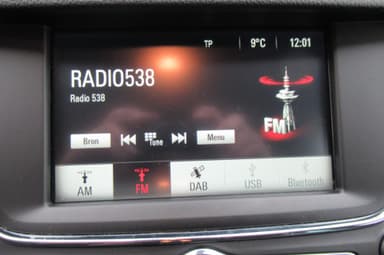 TP 9°C 12:01
RADIO538
Radio 538
FM
Bron Tune Menu
AM FM DAB USB Bluetooth